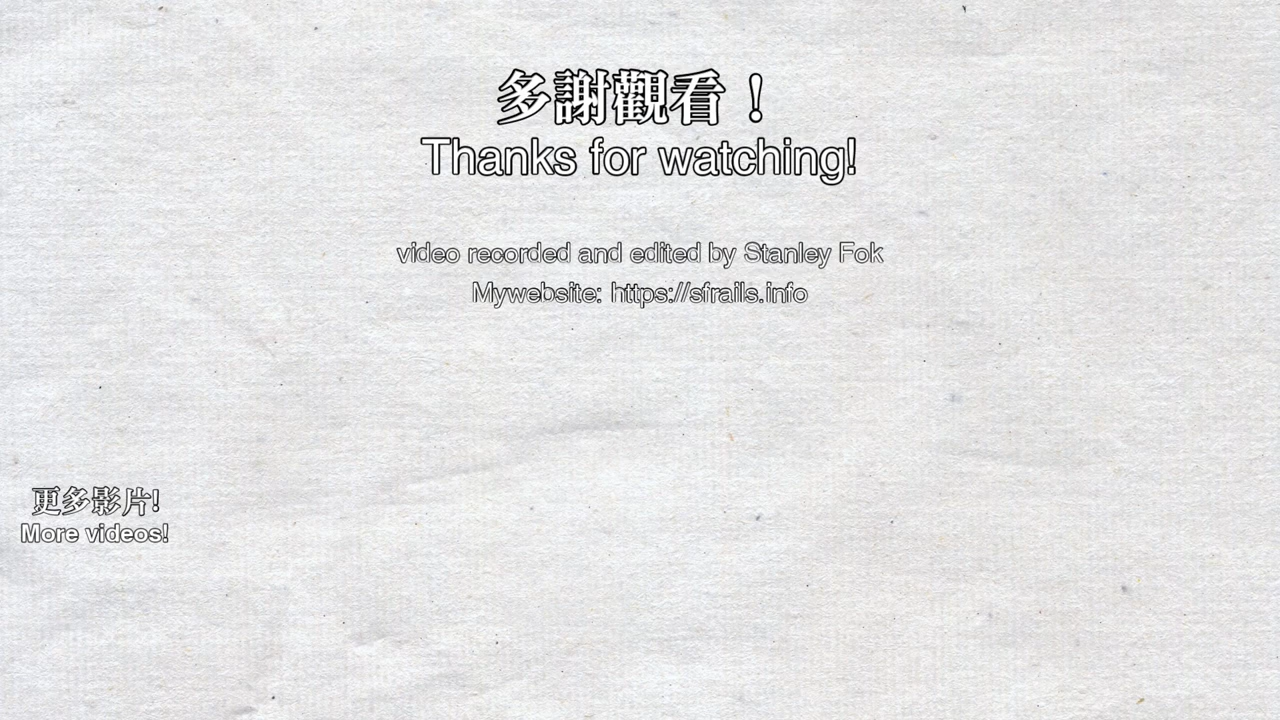 多謝觀看！
Thanks for watching!
video recorded and edited by Stanley Fok
Mywebsite: https://sfrails.info
更多影片!
More videos!